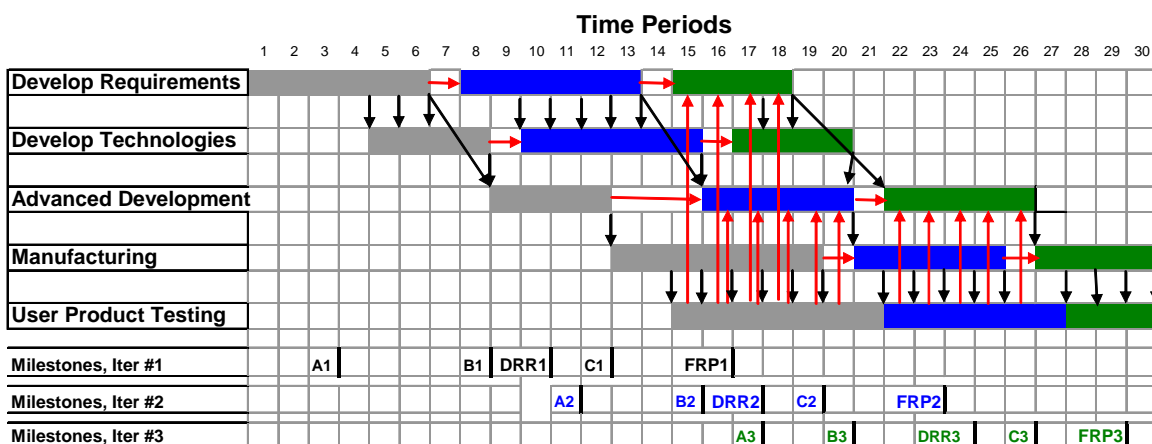 Time Periods
1 2 3 4 5 6 7 8 9 10 11 12 13 14 15 16 17 18 19 20 21 22 23 24 25 26 27 28 29 30
Develop Requirements
Develop Technologies
Advanced Development
Manufacturing
User Product Testing
Milestones, Iter #1 A1 B1 DRR1 C1 FRP1
Milestones, Iter #2 A2 B2 DRR2 C2 FRP2
Milestones, Iter #3 A3 B3 DRR3 C3 FRP3